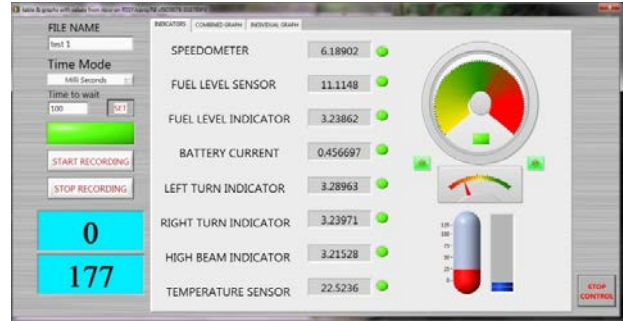 FILE NAME
test 1
Time Mode
Milli Seconds
Time to wait
100
SET
START RECORDING
STOP RECORDING
0
177
INDICATORS COMBINED GRAPH INDIVIDUAL GRAPH
SPEEDOMETER 6.18902
FUEL LEVEL SENSOR 11.1148
FUEL LEVEL INDICATOR 3.23862
BATTERY CURRENT 0.456697
LEFT TURN INDICATOR 3.28963
RIGHT TURN INDICATOR 3.23971
HIGH BEAM INDICATOR 3.21528
TEMPERATURE SENSOR 22.5236
STOP
CONTROL